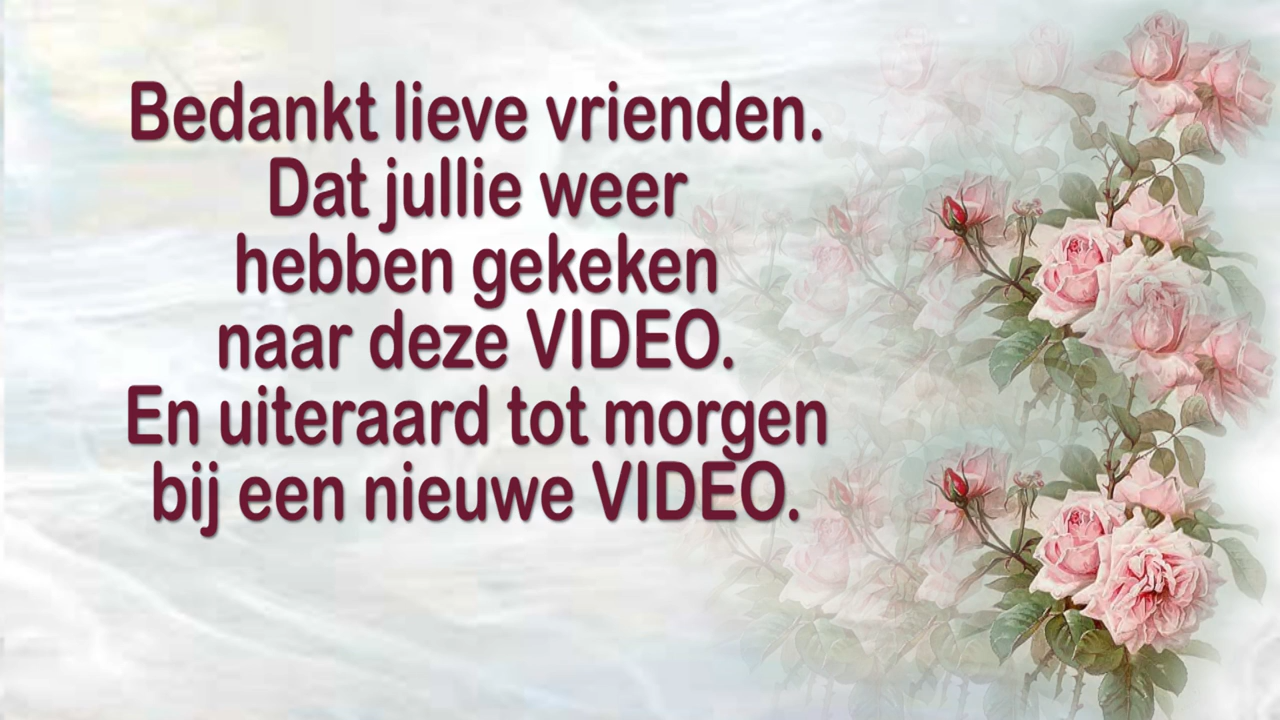 Bedankt lieve vrienden.
Dat jullie weer
hebben gekeken
naar deze VIDEO.
En uiteraard tot morgen
bij een nieuwe VIDEO.